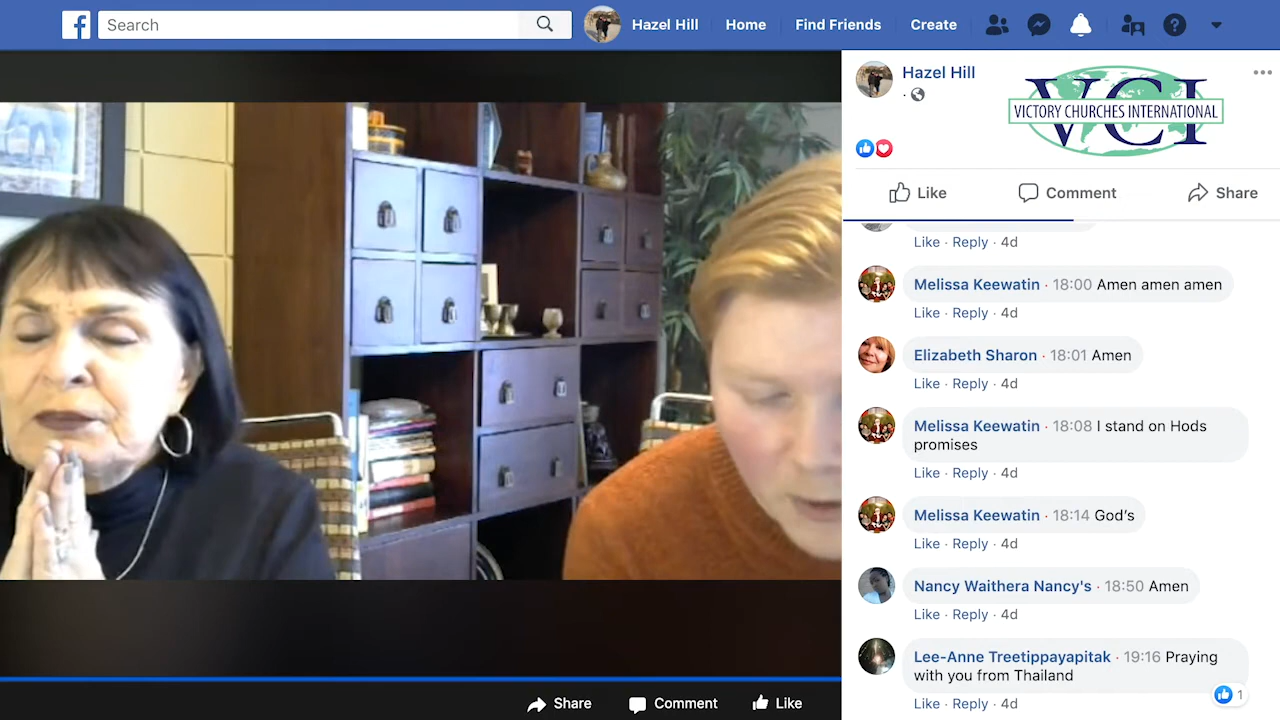 Search
Hazel Hill
Home
Find Friends
Create
Hazel Hill
VCI
VICTORY CHURCHES INTERNATIONAL
Like
Comment
Share
Like · Reply · 4d
Melissa Keewatin · 18:00 Amen amen amen
Like · Reply · 4d
Elizabeth Sharon · 18:01 Amen
Like · Reply · 4d
Melissa Keewatin · 18:08 I stand on Hods
promises
Like · Reply · 4d
Melissa Keewatin · 18:14 God's
Like · Reply · 4d
Nancy Waithera Nancy's · 18:50 Amen
Like · Reply · 4d
Lee-Anne Treetippayapitak · 19:16 Praying
with you from Thailand
1
Like · Reply · 4d
Share
Comment
Like